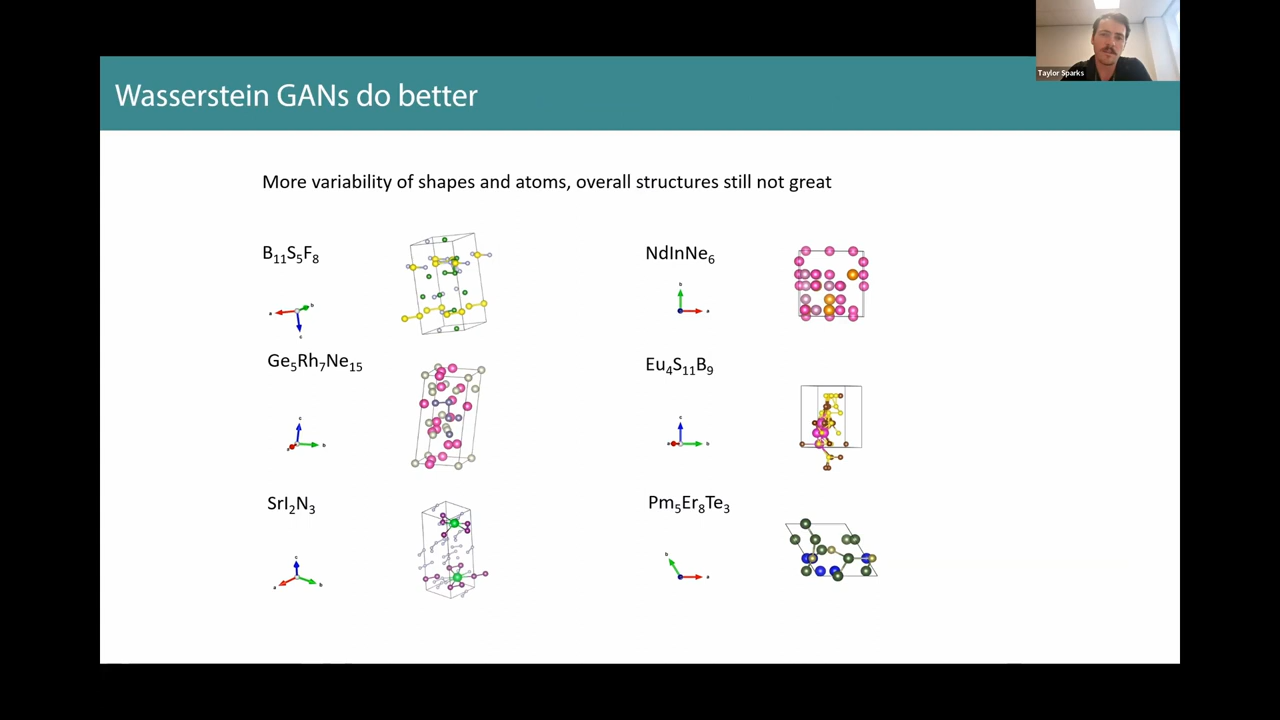 Taylor Sparks
Wasserstein GANs do better
More variability of shapes and atoms, overall structures still not great
B₁₁S₅F₈
a b c
NdInNe₆
b a
Ge₅Rh₇Ne₁₅
c a b
Eu₄S₁₁B₉
c a b
SrI₂N₃
c a b
Pm₅Er₈Te₃
b a